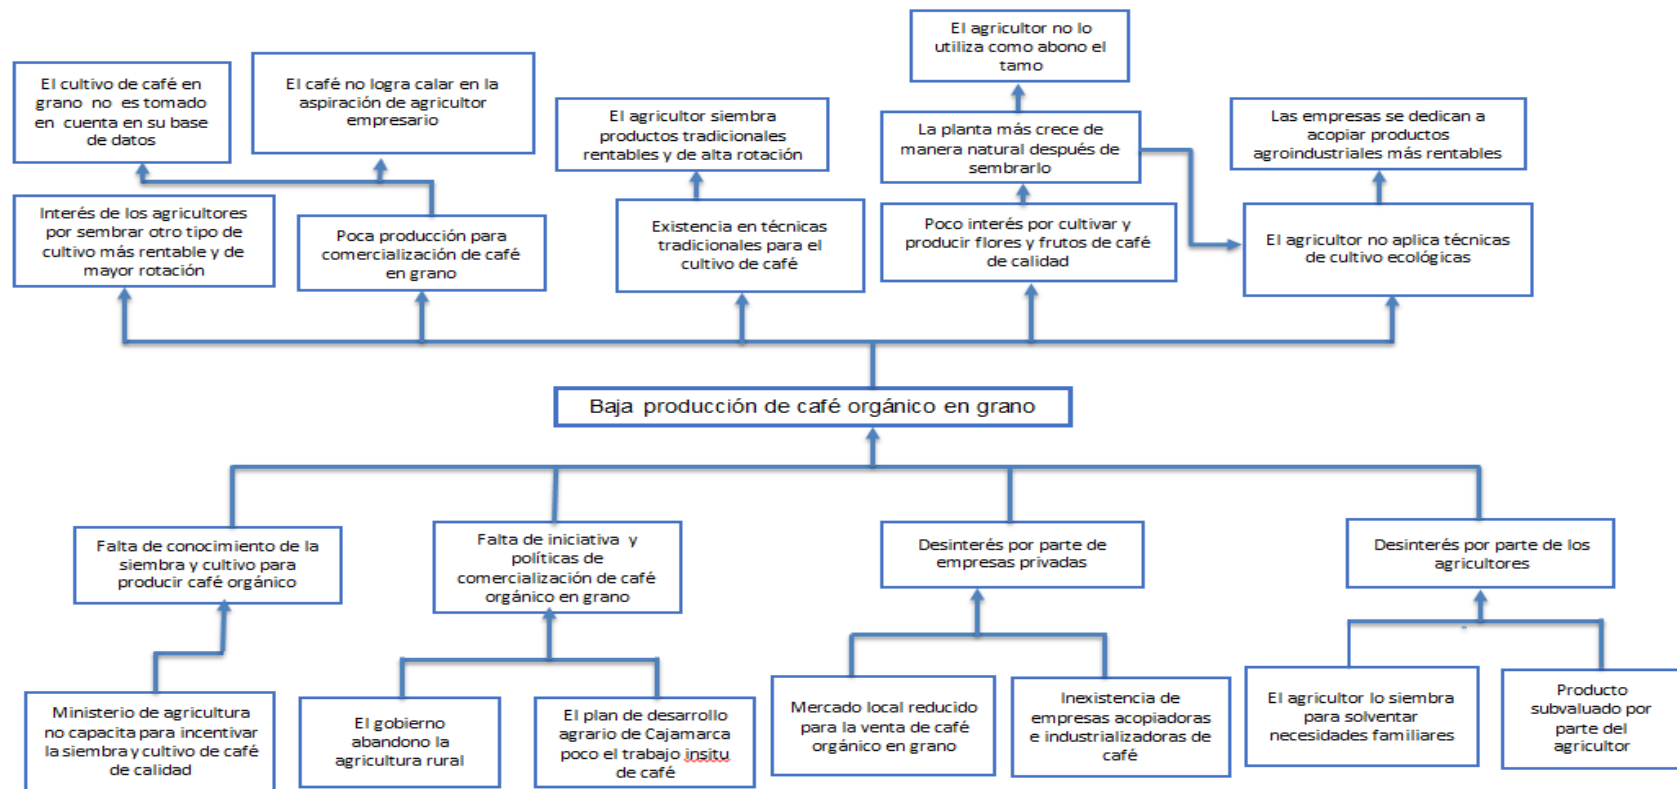 El agricultor no lo
utiliza como abono el
tamo
El cultivo de café en
grano no es tomado
en cuenta en su base
de datos
El café no logra calar en la
aspiración de agricultor
empresario
El agricultor siembra
productos tradicionales
rentables y de alta rotación
La planta más crece de
manera natural después de
sembrarlo
Las empresas se dedican a
acopiar productos
agroindustriales más rentables
Interés de los agricultores
por sembrar otro tipo de
cultivo más rentable y de
mayor rotación
Poca producción para
comercialización de café
en grano
Existencia en técnicas
tradicionales para el
cultivo de café
Poco interés por cultivar y
producir flores y frutos de café
de calidad
El agricultor no aplica técnicas
de cultivo ecológicas
Baja producción de café orgánico en grano
Falta de conocimiento de la
siembra y cultivo para
producir café orgánico
Falta de iniciativa y
políticas de
comercialización de café
orgánico en grano
Desinterés por parte de
empresas privadas
Desinterés por parte de los
agricultores
Ministerio de agricultura
no capacita para incentivar
la siembra y cultivo de café
de calidad
El gobierno
abandono la
agricultura rural
El plan de desarrollo
agrario de Cajamarca
poco el trabajo insitu
de café
Mercado local reducido
para la venta de café
orgánico en grano
Inexistencia de
empresas acopiadoras
e industrializadoras de
café
El agricultor lo siembra
para solventar
necesidades familiares
Producto
subvaluado por
parte del
agricultor